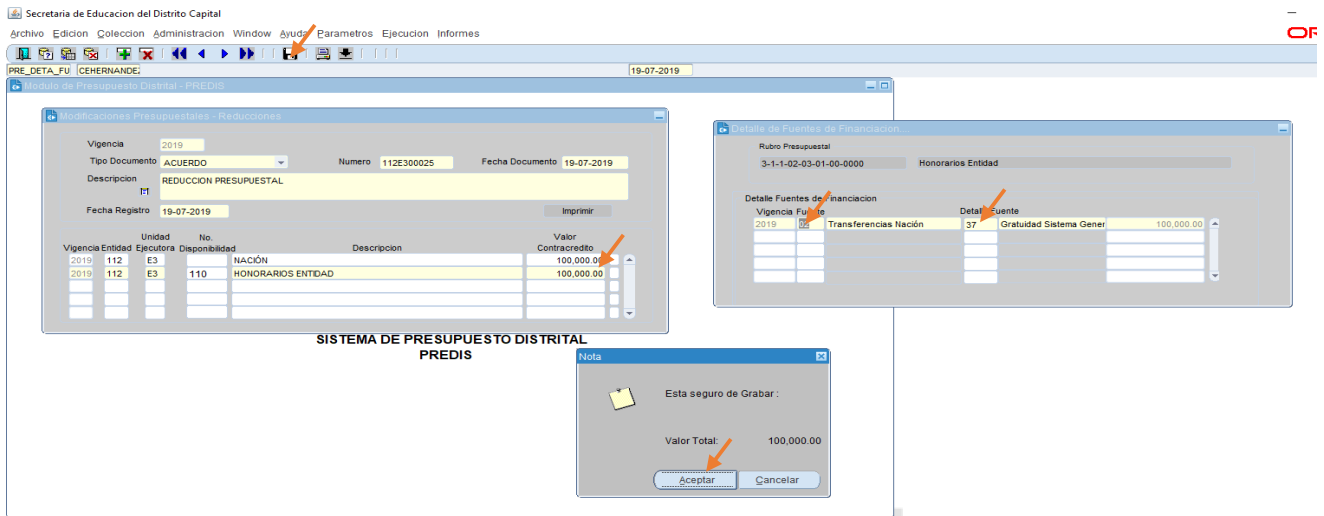 Secretaria de Educacion del Distrito Capital
Archivo Edicion Coleccion Administracion Window Ayuda Parametros Ejecucion Informes
PRE_DETA_FU CEHERNANDEZ 19-07-2019
Modulo de Presupuesto Distrital - PREDIS
Modificaciones Presupuestales - Reducciones
Vigencia 2019
Tipo Documento ACUERDO Numero 112E300025 Fecha Documento 19-07-2019
Descripcion REDUCCION PRESUPUESTAL
Fecha Registro 19-07-2019 Imprimir
Unidad No. Valor
Vigencia Entidad Ejecutora Disponibilidad Descripcion Contracredito
2019 112 E3 NACIÓN 100,000.00
2019 112 E3 110 HONORARIOS ENTIDAD 100,000.00
Detalle de Fuentes de Financiacion...
Rubro Presupuestal
3-1-1-02-03-01-00-0000 Honorarios Entidad
Detalle Fuentes de Financiacion
Vigencia Fuente Detalle Fuente
2019 02 Transferencias Nación 37 Gratuidad Sistema Gener 100,000.00
SISTEMA DE PRESUPUESTO DISTRITAL
PREDIS
Nota
Esta seguro de Grabar :
Valor Total: 100,000.00
Aceptar Cancelar